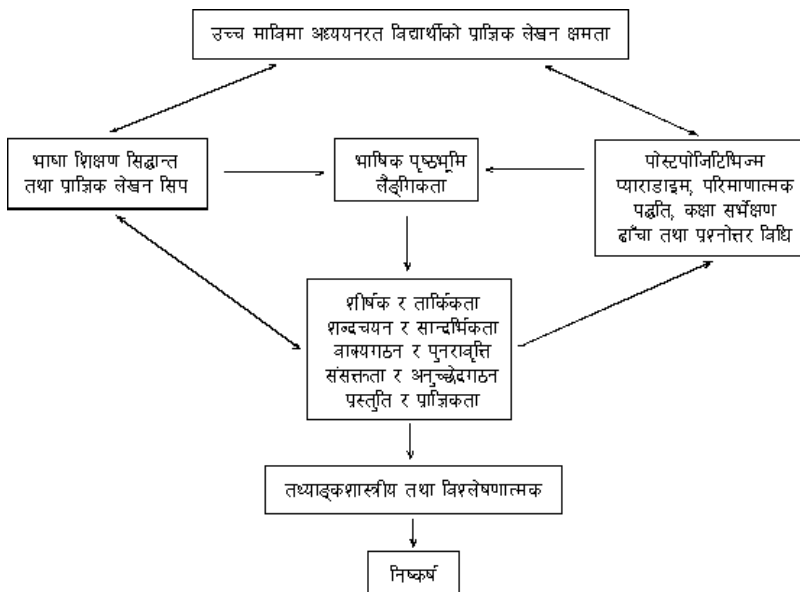 उच्च माविमा अध्ययनरत विद्यार्थीको प्राज्ञिक लेखन क्षमता
भाषा शिक्षण सिद्धान्त
तथा प्राज्ञिक लेखन सिप
भाषिक पृष्ठभूमि
लैङ्गिकता
पोस्टपोजिटिभिज्म
प्याराडाइम, परिमाणात्मक
पद्धति, कक्षा सर्भेक्षण
ढाँचा तथा प्रश्नोत्तर विधि
शीर्षक र तार्किकता
शब्दचयन र सान्दर्भिकता
वाक्यगठन र पुनरावृत्ति
संसक्तता र अनुच्छेदगठन
प्रस्तुति र प्राज्ञिकता
तथ्याङ्कशास्त्रीय तथा विश्लेषणात्मक
निष्कर्ष